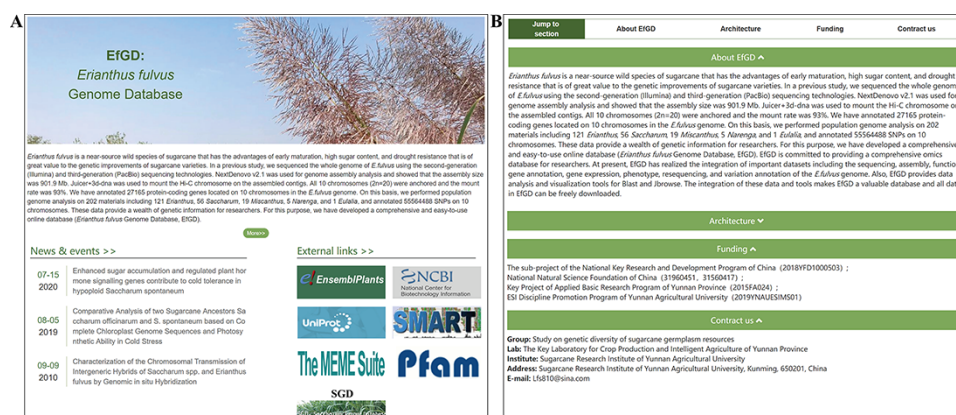 A
EfGD:
Erianthus fulvus
Genome Database
Erianthus fulvus is a near-source wild species of sugarcane that has the advantages of early maturation, high sugar content, and drought resistance that is of
great value to the genetic improvements of sugarcane varieties. In a previous study, we sequenced the whole genome of E.fulvus using the second-generation
(Illumina) and third-generation (PacBio) sequencing technologies. NextDenovo v2.1 was used for genome assembly analysis and showed that the assembly size
was 901.9 Mb. Juicer+3d-dna was used to mount the Hi-C chromosome on the assembled contigs. All 10 chromosomes (2n=20) were anchored and the mount
rate was 93%. We have annotated 27165 protein-coding genes located on 10 chromosomes in the E.fulvus genome. On this basis, we performed population
genome analysis on 202 materials including 121 Erianthus, 56 Saccharum, 19 Miscanthus, 5 Narenga, and 1 Eulalia, and annotated 55564488 SNPs on 10
chromosomes. These data provide a wealth of genetic information for researchers. For this purpose, we have developed a comprehensive and easy-to-use
online database (Erianthus fulvus Genome Database, EfGD).
More>>
News & events >>
07-15
2020
Enhanced sugar accumulation and regulated plant hor
mone signalling genes contribute to cold tolerance in
hypoploid Saccharum spontaneum
08-05
2019
Comparative Analysis of two Sugarcane Ancestors Sa
ccharum officinarum and S. spontaneum based on Co
mplete Chloroplast Genome Sequences and Photosy
nthetic Ability in Cold Stress
09-09
2010
Characterization of the Chromosomal Transmission of
Intergeneric Hybrids of Saccharum spp. and Erianthus
fulvus by Genomic in situ Hybridization
External links >>
e!EnsemblPlants
NCBI
National Center for
Biotechnology Information
UniProt
SMART
The MEME Suite
Pfam
SGD
B
Jump to
section
About EfGD
Architecture
Funding
Contact us
About EfGD
Erianthus fulvus is a near-source wild species of sugarcane that has the advantages of early maturation, high sugar content, and drought
resistance that is of great value to the genetic improvements of sugarcane varieties. In a previous study, we sequenced the whole genom
of E.fulvus using the second-generation (Illumina) and third-generation (PacBio) sequencing technologies. NextDenovo v2.1 was used for
genome assembly analysis and showed that the assembly size was 901.9 Mb. Juicer+3d-dna was used to mount the Hi-C chromosome on
the assembled contigs. All 10 chromosomes (2n=20) were anchored and the mount rate was 93%. We have annotated 27165 protein-
coding genes located on 10 chromosomes in the E.fulvus genome. On this basis, we performed population genome analysis on 202
materials including 121 Erianthus, 56 Saccharum, 19 Miscanthus, 5 Narenga, and 1 Eulalia, and annotated 55564488 SNPs on 10
chromosomes. These data provide a wealth of genetic information for researchers. For this purpose, we have developed a comprehensive
and easy-to-use online database (Erianthus fulvus Genome Database, EfGD). EfGD is committed to providing a comprehensive omics
database for researchers. At present, EfGD has realized the integration of important datasets including the sequencing, assembly, function
gene annotation, gene expression, phenotype, resequencing, and variation annotation of the E.fulvus genome. Also, EfGD provides data
analysis and visualization tools for Blast and Jbrowse. The integration of these data and tools makes EfGD a valuable database and all dat
in EfGD can be freely downloaded.
Architecture
Funding
The sub-project of the National Key Research and Development Program of China (2018YFD1000503) ;
National Natural Science Foundation of China (31960451, 31560417) ;
Key Project of Applied Basic Research Program of Yunnan Province (2015FA024) ;
ESI Discipline Promotion Program of Yunnan Agricultural University (2019YNAUESIMS01)
Contact us
Group: Study on genetic diversity of sugarcane germplasm resources
Lab: The Key Laboratory for Crop Production and Intelligent Agriculture of Yunnan Province
Institute: Sugarcane Research Institute of Yunnan Agricultural University
Address: Sugarcane Research Institute of Yunnan Agricultural University, Kunming, 650201, China
E-mail: Lfs810@sina.com